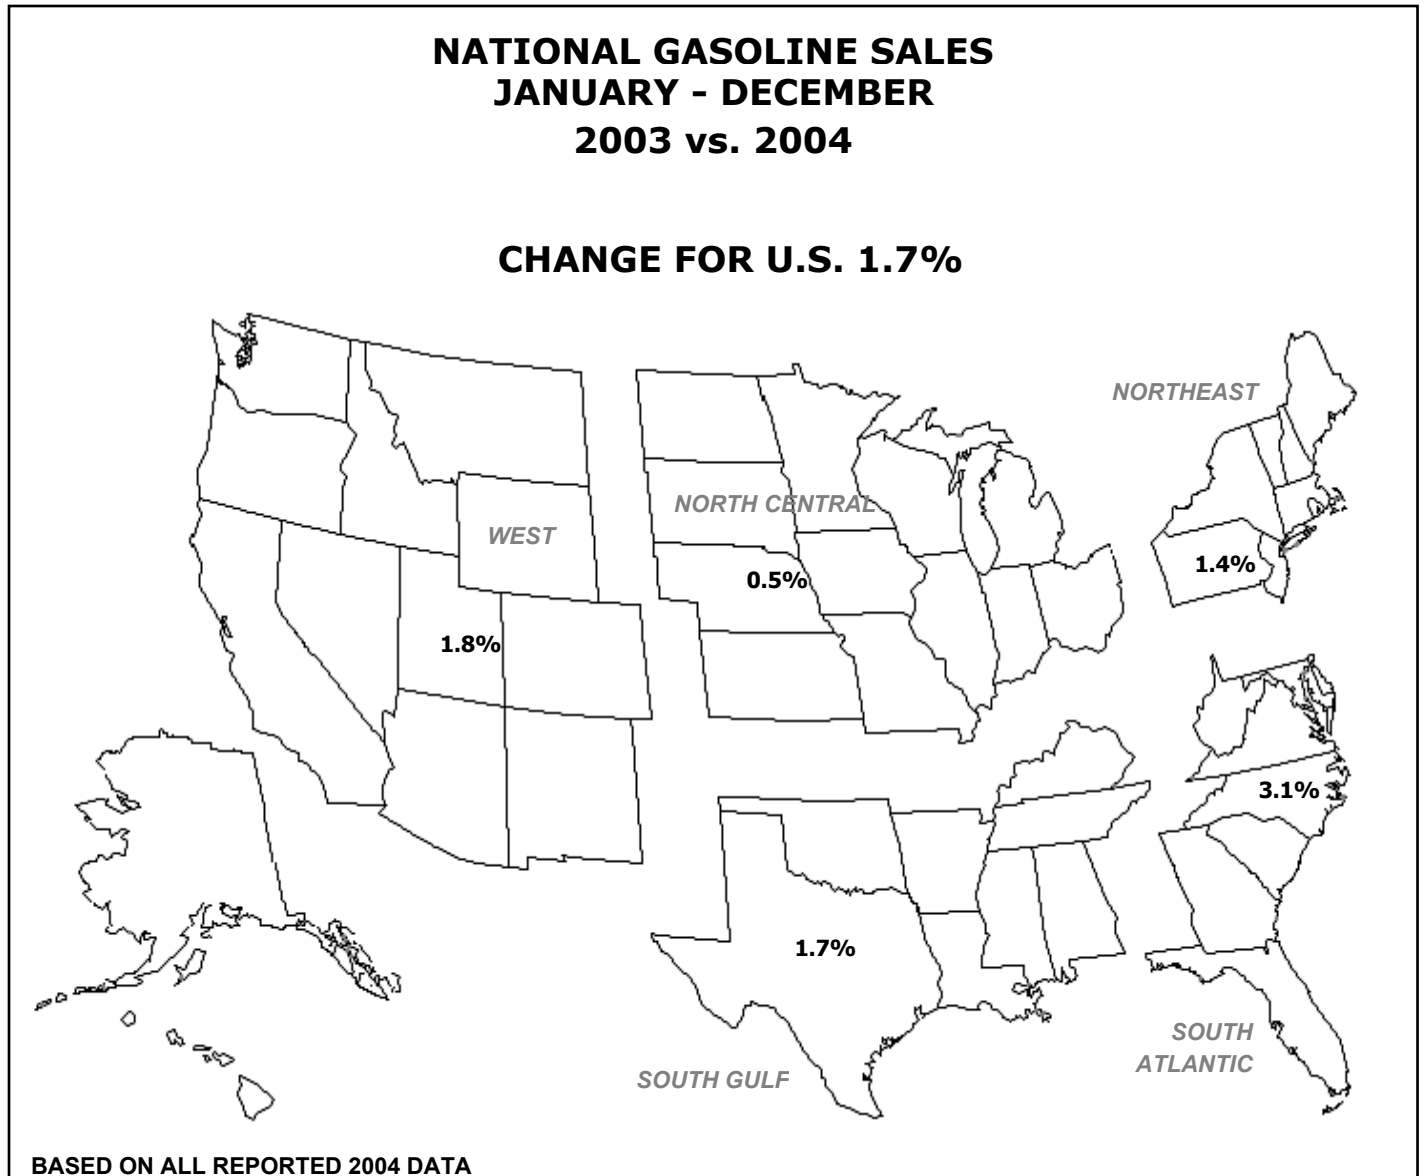 NATIONAL GASOLINE SALES
JANUARY - DECEMBER
2003 vs. 2004
CHANGE FOR U.S. 1.7%
NORTHEAST
NORTH CENTRAL
WEST
1.4%
0.5%
1.8%
3.1%
1.7%
SOUTH
ATLANTIC
SOUTH GULF
BASED ON ALL REPORTED 2004 DATA